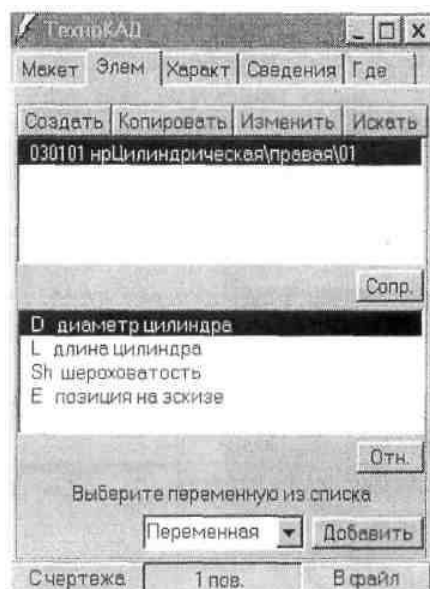 ТехноКАД
Макет Элем Характ Сведения Где
Создать Копировать Изменить Искать
030101 нрЦилиндрическая\правая\01
Сопр.
D диаметр цилиндра
L длина цилиндра
Sh шероховатость
E позиция на эскизе
Отн.
Выберите переменную из списка
Переменная Добавить
С чертежа 1 пов. В файл